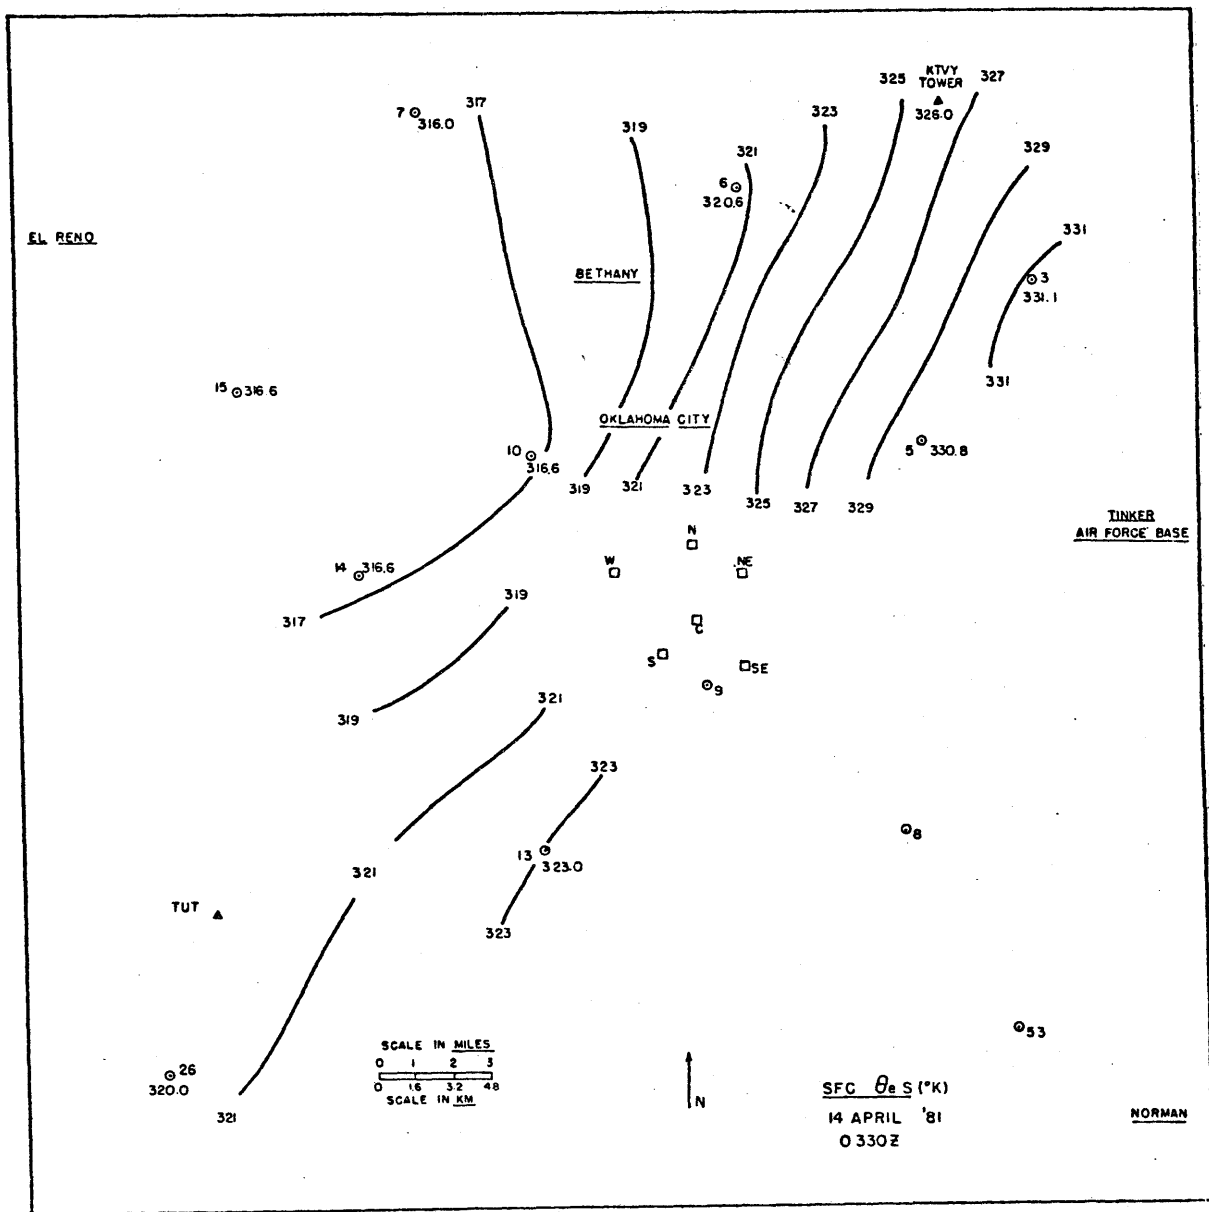 KTVY
TOWER
326.0
325
327
7
316.0
317
319
323
321
329
6
320.6
331
EL RENO
BETHANY
3
331.1
331
15 316.6
OKLAHOMA CITY
10
316.6
5 330.8
319
321
323
325
327
329
TINKER
AIR FORCE BASE
N
W
NE
14 316.6
317
319
C
S
SE
9
319
321
323
8
13
323.0
321
TUT
323
53
SCALE IN MILES
0 1 2 3
0 1.6 3.2 4.8
SCALE IN KM
26
320.0
321
N
SFC θe S (°K)
14 APRIL '81
0330Z
NORMAN